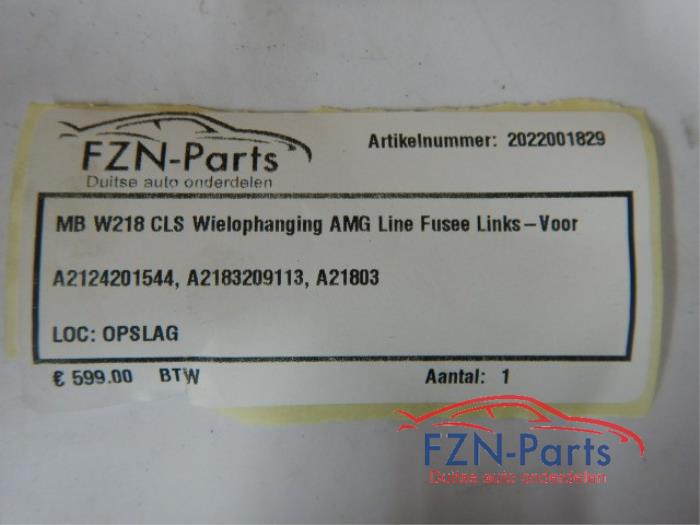 FZN-Parts
Duitse auto onderdelen
Artikelnummer: 2022001829
MB W218 CLS Wielophanging AMG Line Fusee Links-Voor
A2124201544, A2183209113, A21803
LOC: OPSLAG
€ 599.00 BTW Aantal: 1
FZN-Parts
Duitse auto onderdelen